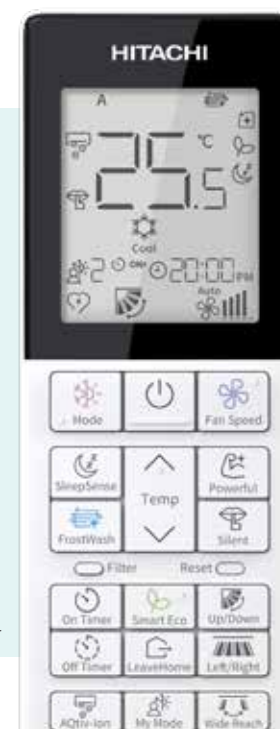 HITACHI
A
25.5 °C
Cool
2 ON 20:00 PM
Auto
Mode
Fan Speed
SleepSense
Temp
Powerful
FrostWash
Silent
Filter Reset
On Timer Smart Eco Up/Down
Off Timer LeaveHome Left/Right
AQtiv-Ion My Mode Wide Reach